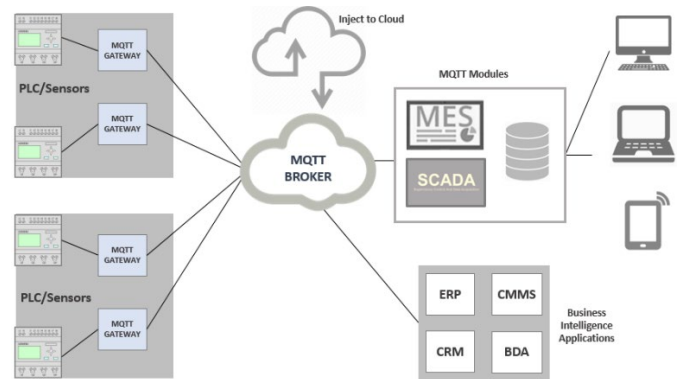 Inject to Cloud
MQTT
GATEWAY
PLC/Sensors
MQTT
GATEWAY
MQTT Modules
MES
SCADA
MQTT
BROKER
MQTT
GATEWAY
PLC/Sensors
MQTT
GATEWAY
ERP
CMMS
CRM
BDA
Business
Intelligence
Applications